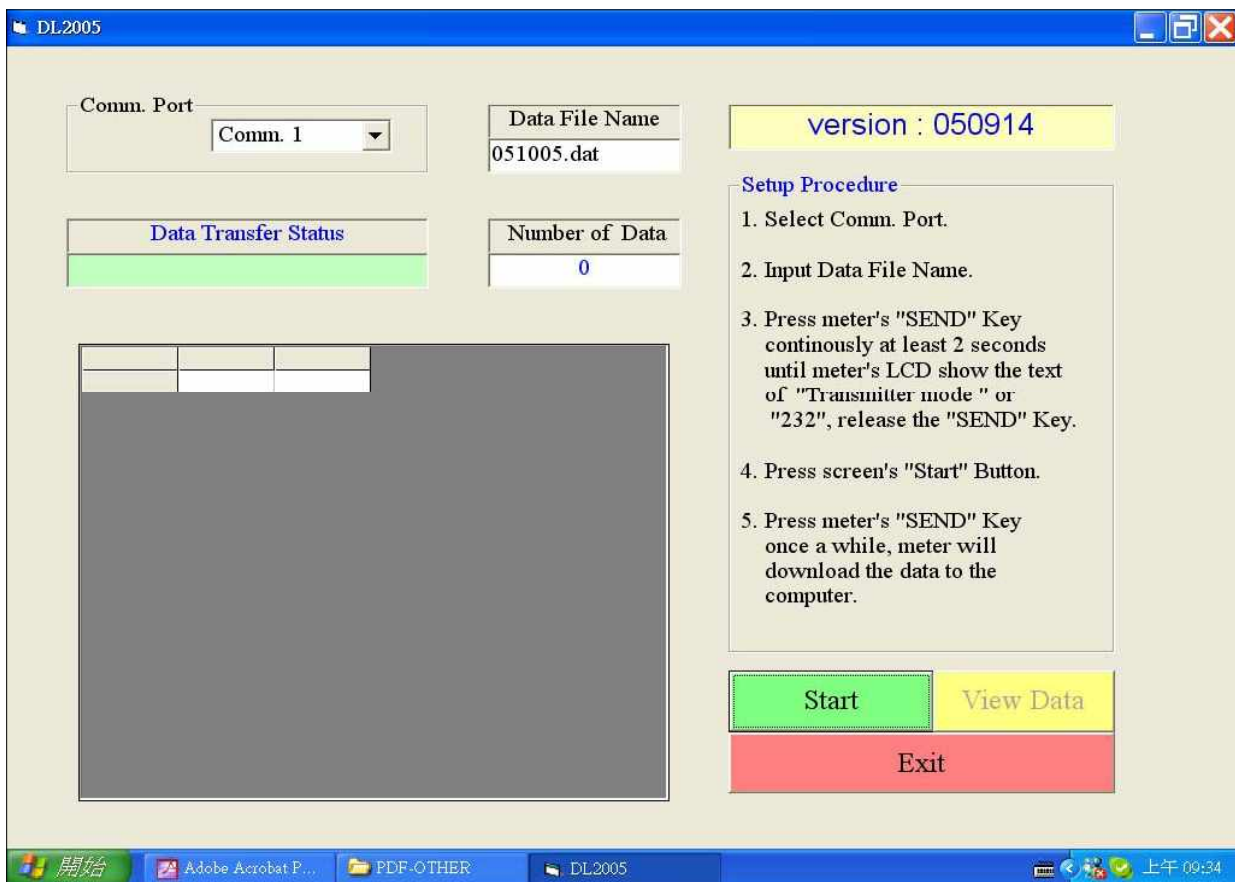 DL2005
Comm. Port
Comm. 1
Data File Name
051005.dat
version : 050914
Data Transfer Status
Number of Data
0
Setup Procedure
1. Select Comm. Port.
2. Input Data File Name.
3. Press meter's "SEND" Key
continously at least 2 seconds
until meter's LCD show the text
of "Transmitter mode " or
"232", release the "SEND" Key.
4. Press screen's "Start" Button.
5. Press meter's "SEND" Key
once a while, meter will
download the data to the
computer.
Start
View Data
Exit
開始
Adobe Acrobat P...
PDF-OTHER
DL2005
上午 09:34